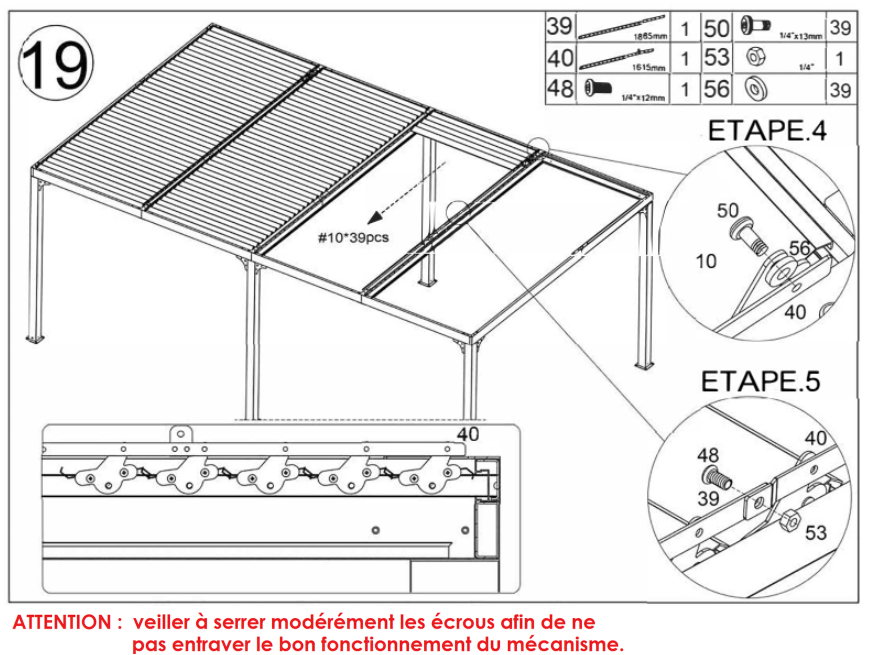 19
39 1865mm 1 50 1/4"x13mm 39
40 1615mm 1 53 1/4" 1
48 1/4"x12mm 1 56 39
ETAPE.4
50
56
10
40
#10*39pcs
ETAPE.5
40
48
39
53
40
ATTENTION : veiller à serrer modérément les écrous afin de ne
pas entraver le bon fonctionnement du mécanisme.